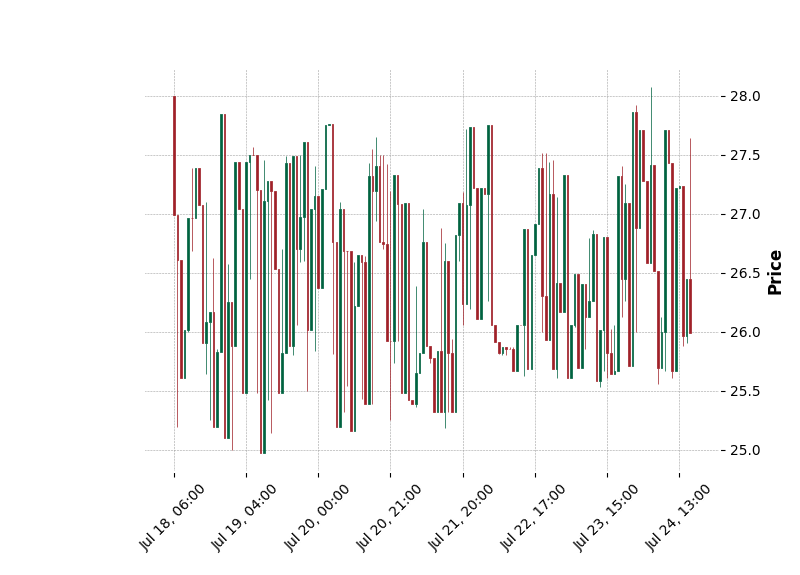 28.0
27.5
27.0
26.5
26.0
25.5
25.0
Price
Jul 18, 06:00
Jul 19, 04:00
Jul 20, 00:00
Jul 20, 21:00
Jul 21, 20:00
Jul 22, 17:00
Jul 23, 15:00
Jul 24, 13:00